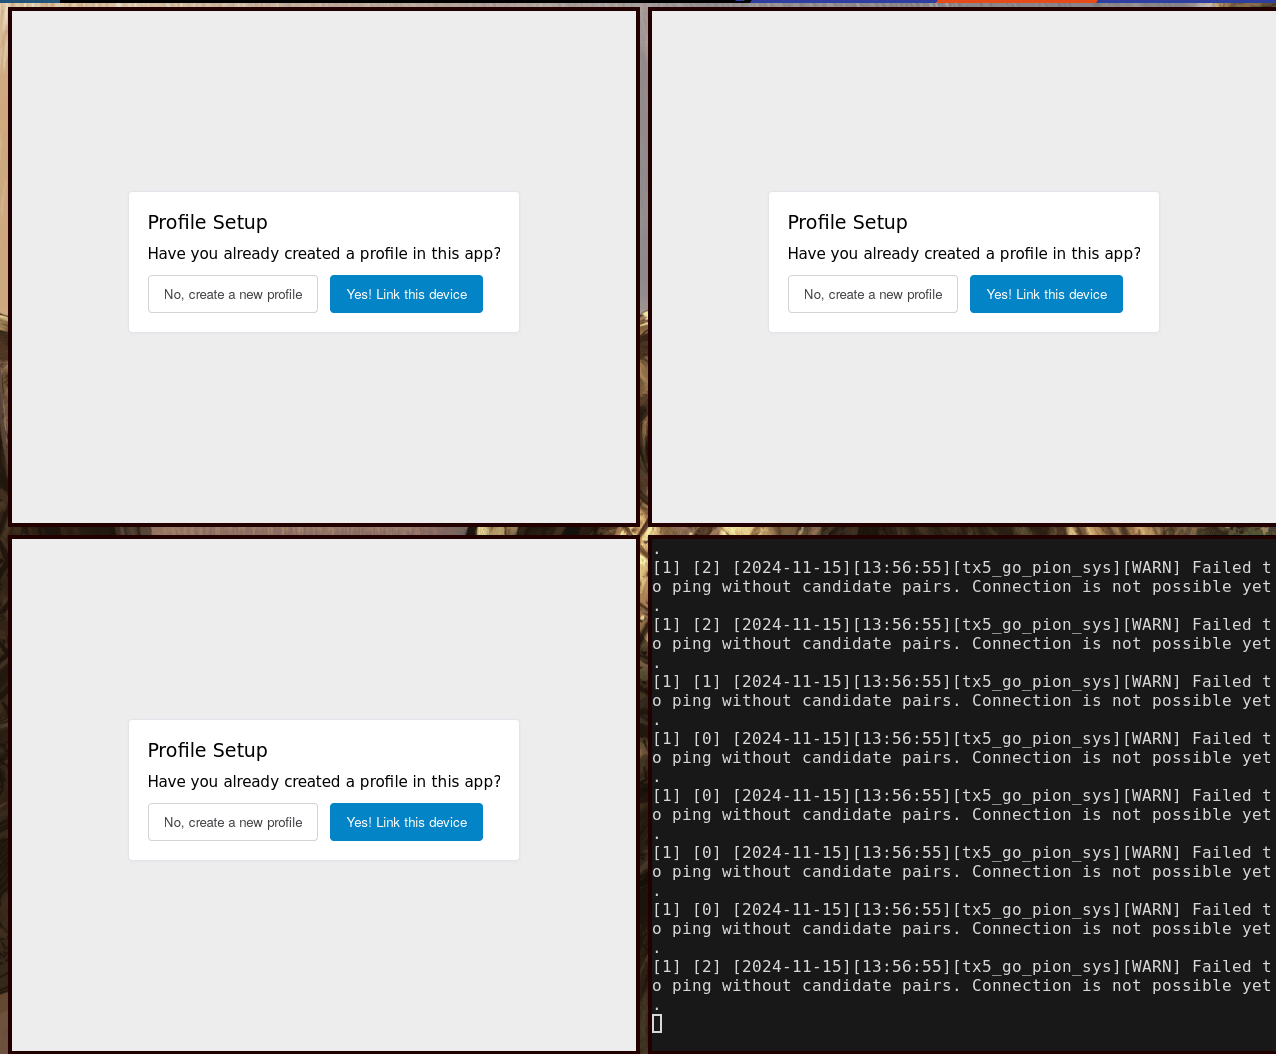 Profile Setup
Have you already created a profile in this app?
No, create a new profile
Yes! Link this device
Profile Setup
Have you already created a profile in this app?
No, create a new profile
Yes! Link this device
Profile Setup
Have you already created a profile in this app?
No, create a new profile
Yes! Link this device
.
[1] [2] [2024-11-15][13:56:55][tx5_go_pion_sys][WARN] Failed t
o ping without candidate pairs. Connection is not possible yet
.
[1] [2] [2024-11-15][13:56:55][tx5_go_pion_sys][WARN] Failed t
o ping without candidate pairs. Connection is not possible yet
.
[1] [1] [2024-11-15][13:56:55][tx5_go_pion_sys][WARN] Failed t
o ping without candidate pairs. Connection is not possible yet
.
[1] [0] [2024-11-15][13:56:55][tx5_go_pion_sys][WARN] Failed t
o ping without candidate pairs. Connection is not possible yet
.
[1] [0] [2024-11-15][13:56:55][tx5_go_pion_sys][WARN] Failed t
o ping without candidate pairs. Connection is not possible yet
.
[1] [0] [2024-11-15][13:56:55][tx5_go_pion_sys][WARN] Failed t
o ping without candidate pairs. Connection is not possible yet
.
[1] [0] [2024-11-15][13:56:55][tx5_go_pion_sys][WARN] Failed t
o ping without candidate pairs. Connection is not possible yet
.
[1] [2] [2024-11-15][13:56:55][tx5_go_pion_sys][WARN] Failed t
o ping without candidate pairs. Connection is not possible yet
.